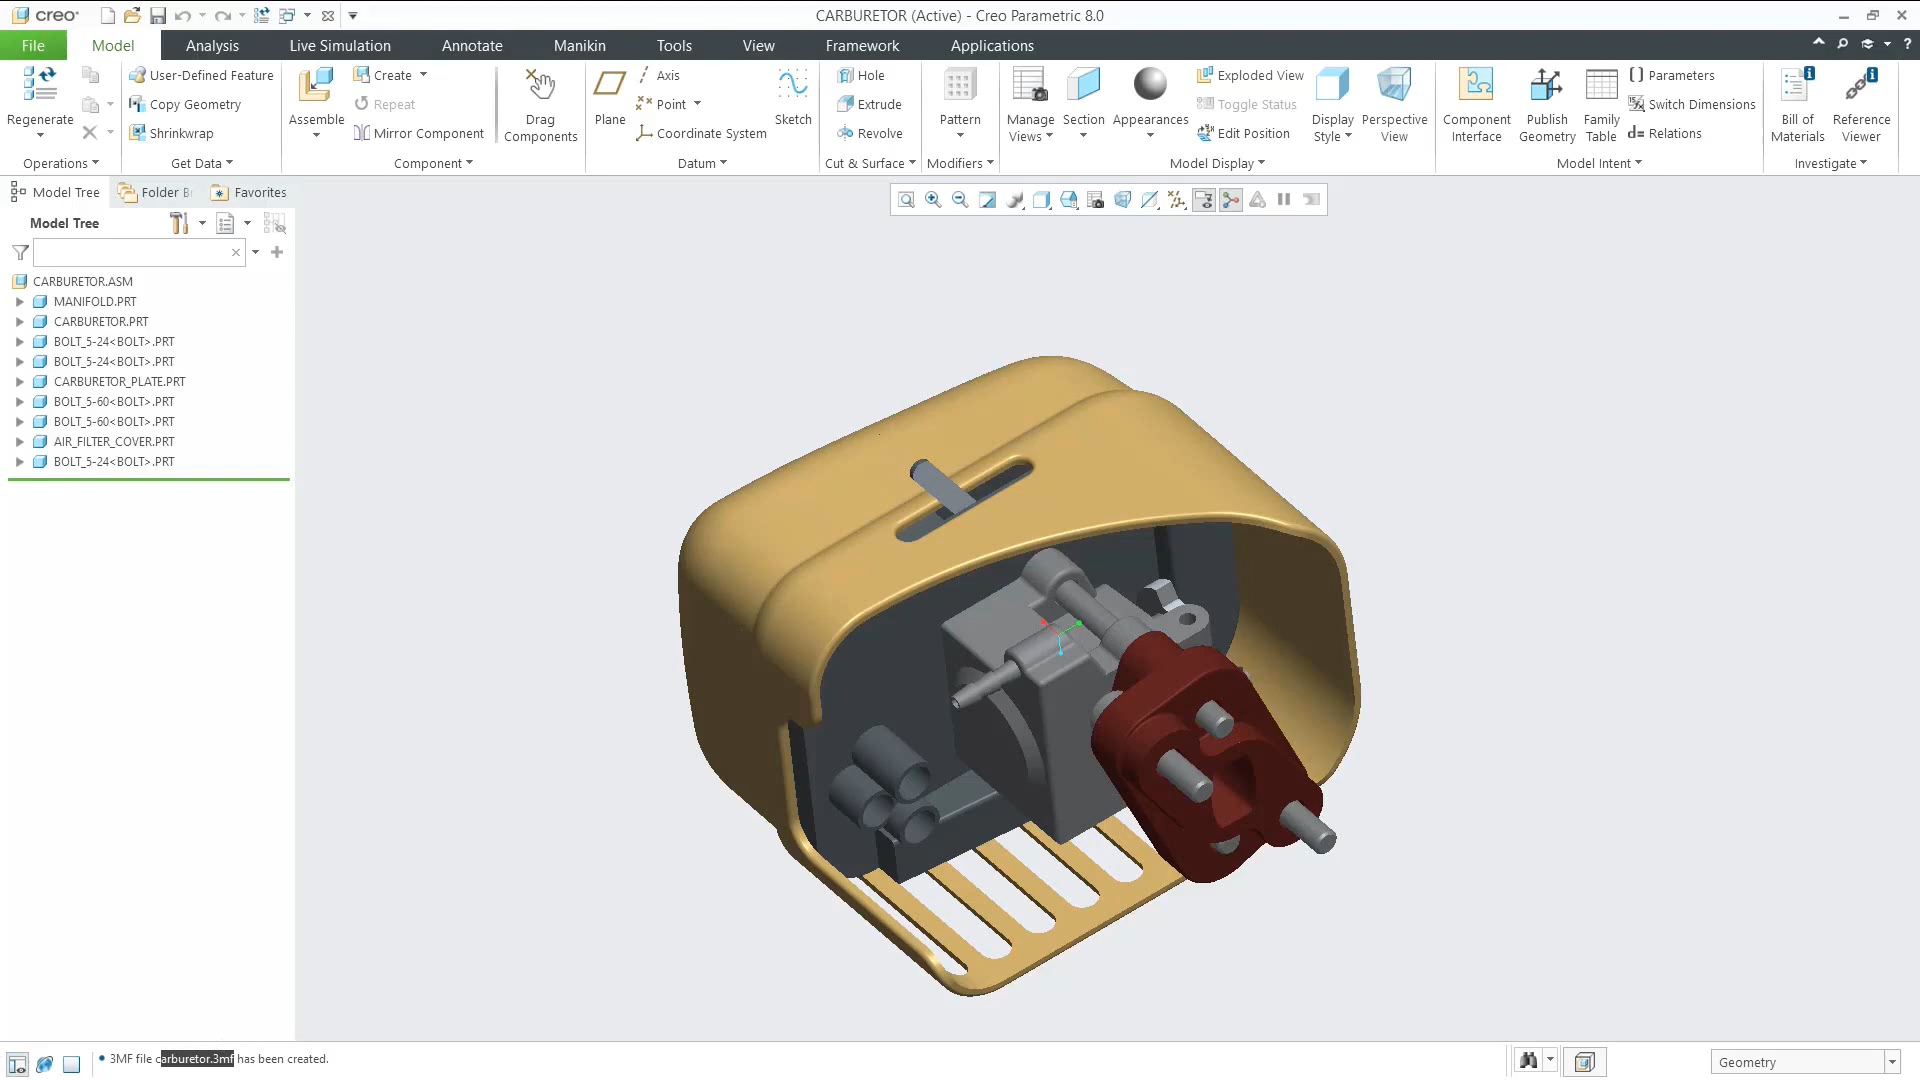 creo
CARBURETOR (Active) - Creo Parametric 8.0
File Model Analysis Live Simulation Annotate Manikin Tools View Framework Applications
Regenerate
Operations
User-Defined Feature
Copy Geometry
Shrinkwrap
Get Data
Assemble
Create
Repeat
Mirror Component
Component
Drag Components
Plane
Axis
Point
Coordinate System
Sketch
Datum
Hole
Extrude
Revolve
Cut & Surface
Pattern
Modifiers
Manage Views
Section
Appearances
Exploded View
Toggle Status
Edit Position
Display Style
Perspective View
Model Display
Component Interface
Publish Geometry
Family Table
Parameters
Switch Dimensions
Relations
Model Intent
Bill of Materials
Reference Viewer
Investigate
Model Tree Folder B Favorites
Model Tree
CARBURETOR.ASM
MANIFOLD.PRT
CARBURETOR.PRT
BOLT_5-24<BOLT>.PRT
BOLT_5-24<BOLT>.PRT
CARBURETOR_PLATE.PRT
BOLT_5-60<BOLT>.PRT
BOLT_5-60<BOLT>.PRT
AIR_FILTER_COVER.PRT
BOLT_5-24<BOLT>.PRT
3MF file carburetor.3mf has been created.
Geometry